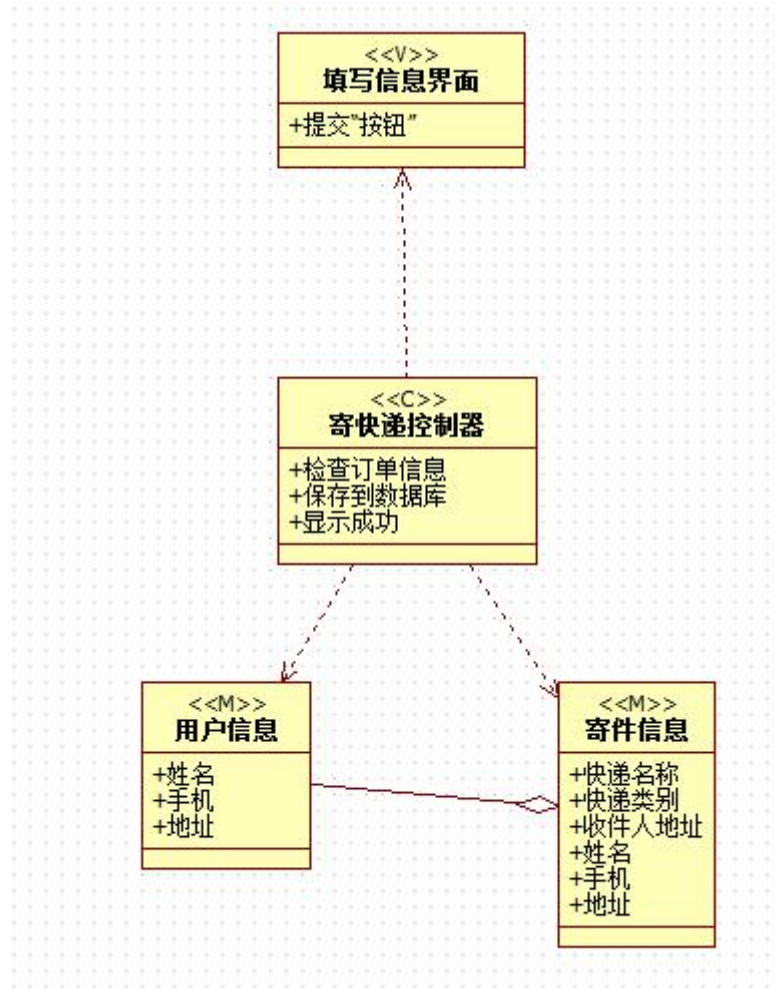 <<V>>
填写信息界面
+提交"按钮"
<<C>>
寄快递控制器
+检查订单信息
+保存到数据库
+显示成功
<<M>>
用户信息
+姓名
+手机
+地址
<<M>>
寄件信息
+快递名称
+快递类别
+收件人地址
+姓名
+手机
+地址